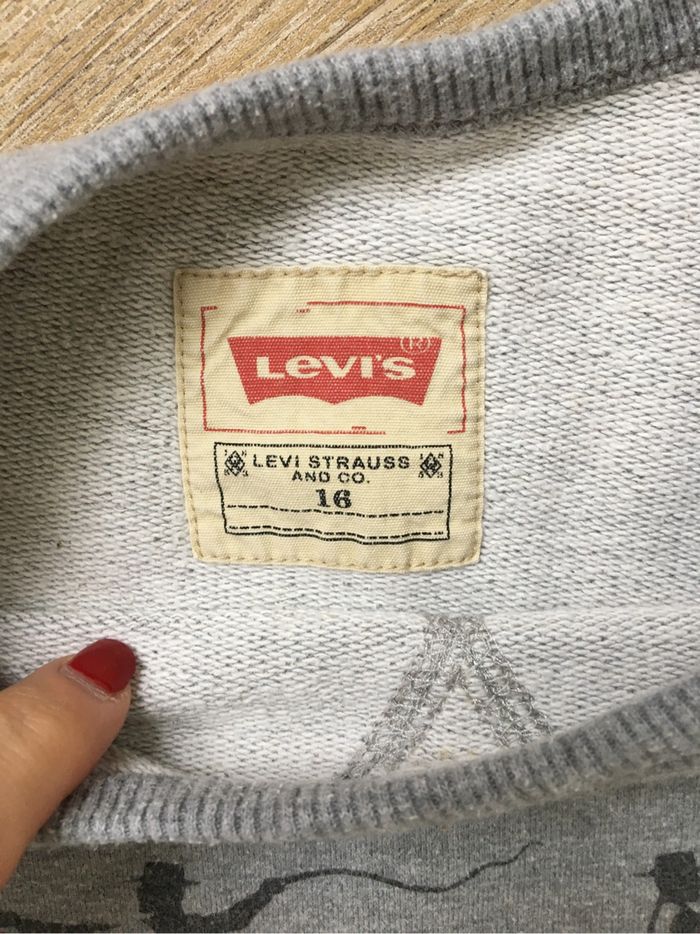 Levi's ®
LEVI STRAUSS
AND CO.
16